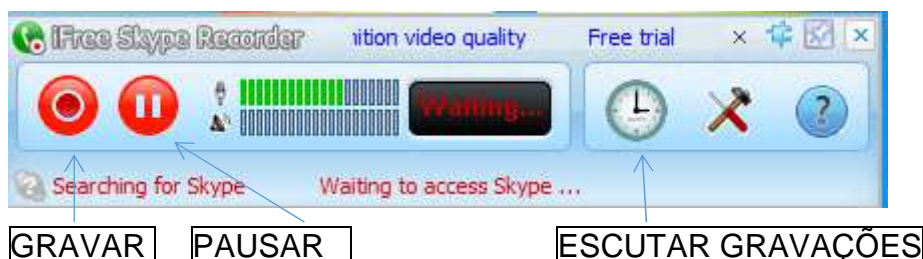 iFree Skype Recorder ition video quality Free trial
Waiting...
Searching for Skype Waiting to access Skype ...
GRAVAR PAUSAR ESCUTAR GRAVAÇÕES